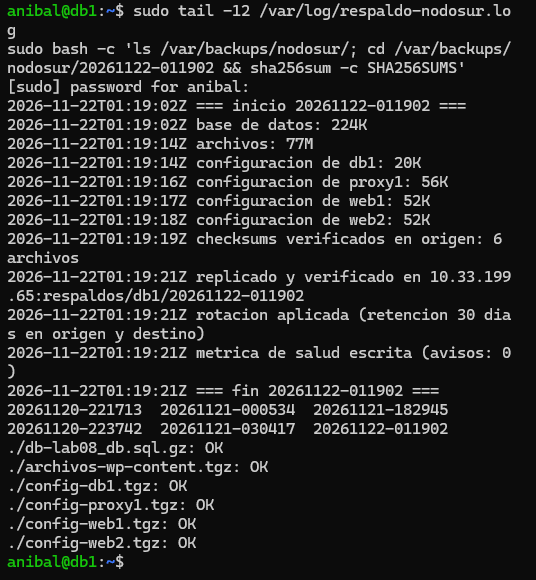 anibal@db1:~$ sudo tail -12 /var/log/respaldo-nodosur.lo
g
sudo bash -c 'ls /var/backups/nodosur/; cd /var/backups/
nodosur/20261122-011902 && sha256sum -c SHA256SUMS'
[sudo] password for anibal:
2026-11-22T01:19:02Z === inicio 20261122-011902 ===
2026-11-22T01:19:02Z base de datos: 224K
2026-11-22T01:19:14Z archivos: 77M
2026-11-22T01:19:14Z configuracion de db1: 20K
2026-11-22T01:19:16Z configuracion de proxy1: 56K
2026-11-22T01:19:17Z configuracion de web1: 52K
2026-11-22T01:19:18Z configuracion de web2: 52K
2026-11-22T01:19:19Z checksums verificados en origen: 6
archivos
2026-11-22T01:19:21Z replicado y verificado en 10.33.199
.65:respaldos/db1/20261122-011902
2026-11-22T01:19:21Z rotacion aplicada (retencion 30 dia
s en origen y destino)
2026-11-22T01:19:21Z metrica de salud escrita (avisos: 0
)
2026-11-22T01:19:21Z === fin 20261122-011902 ===
20261120-221713  20261121-000534  20261121-182945
20261120-223742  20261121-030417  20261122-011902
./db-lab08_db.sql.gz: OK
./archivos-wp-content.tgz: OK
./config-db1.tgz: OK
./config-proxy1.tgz: OK
./config-web1.tgz: OK
./config-web2.tgz: OK
anibal@db1:~$